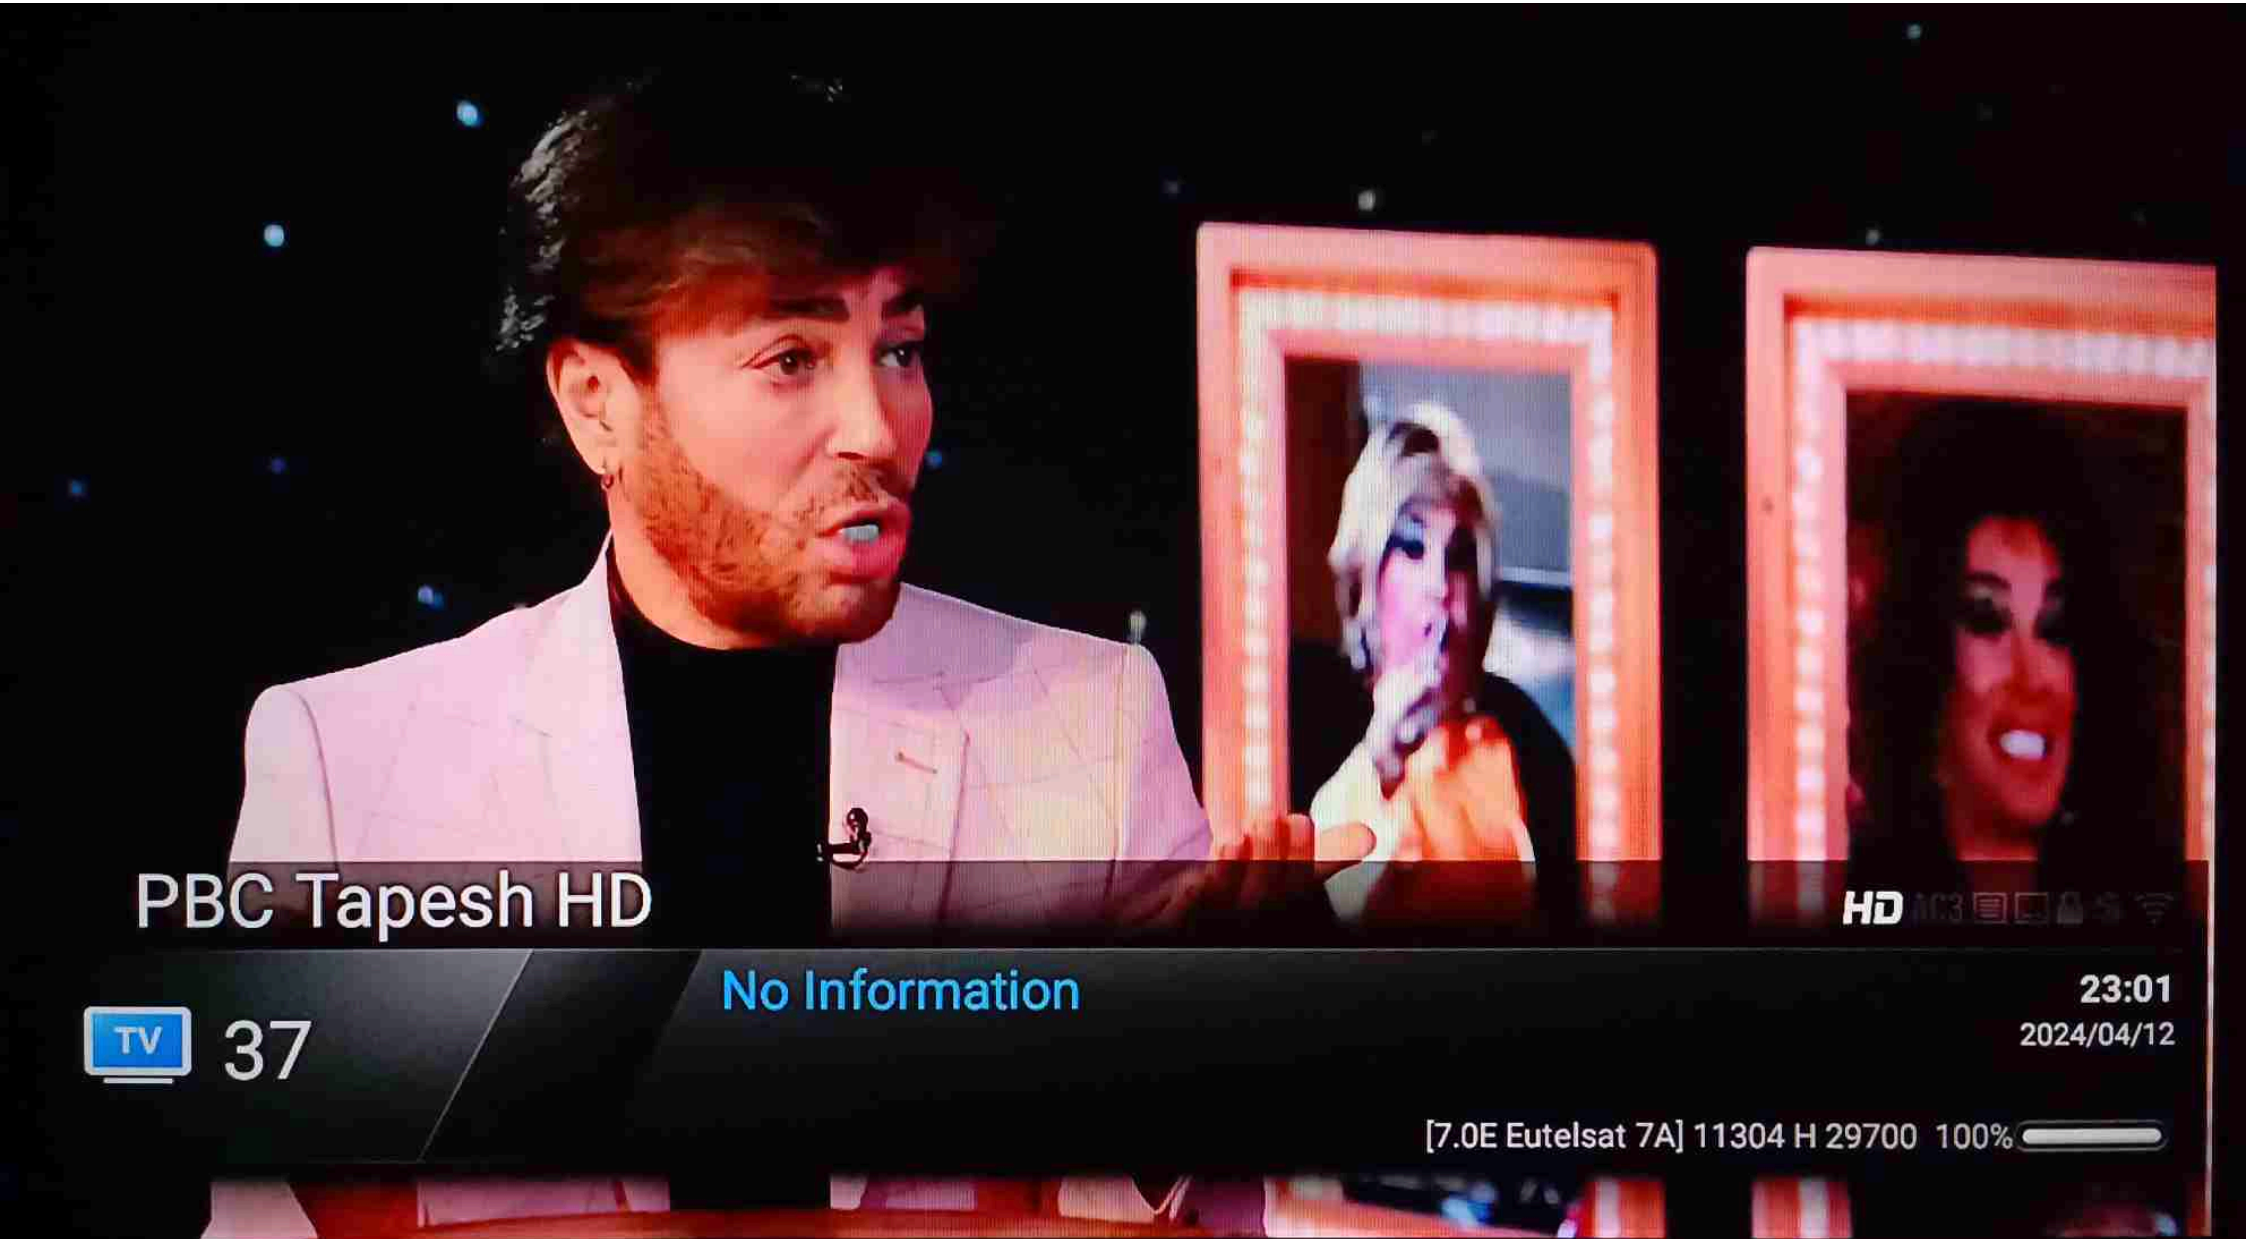 PBC Tapesh HD
HD AC3
No Information
23:01
2024/04/12
TV 37
[7.0E Eutelsat 7A] 11304 H 29700 100%